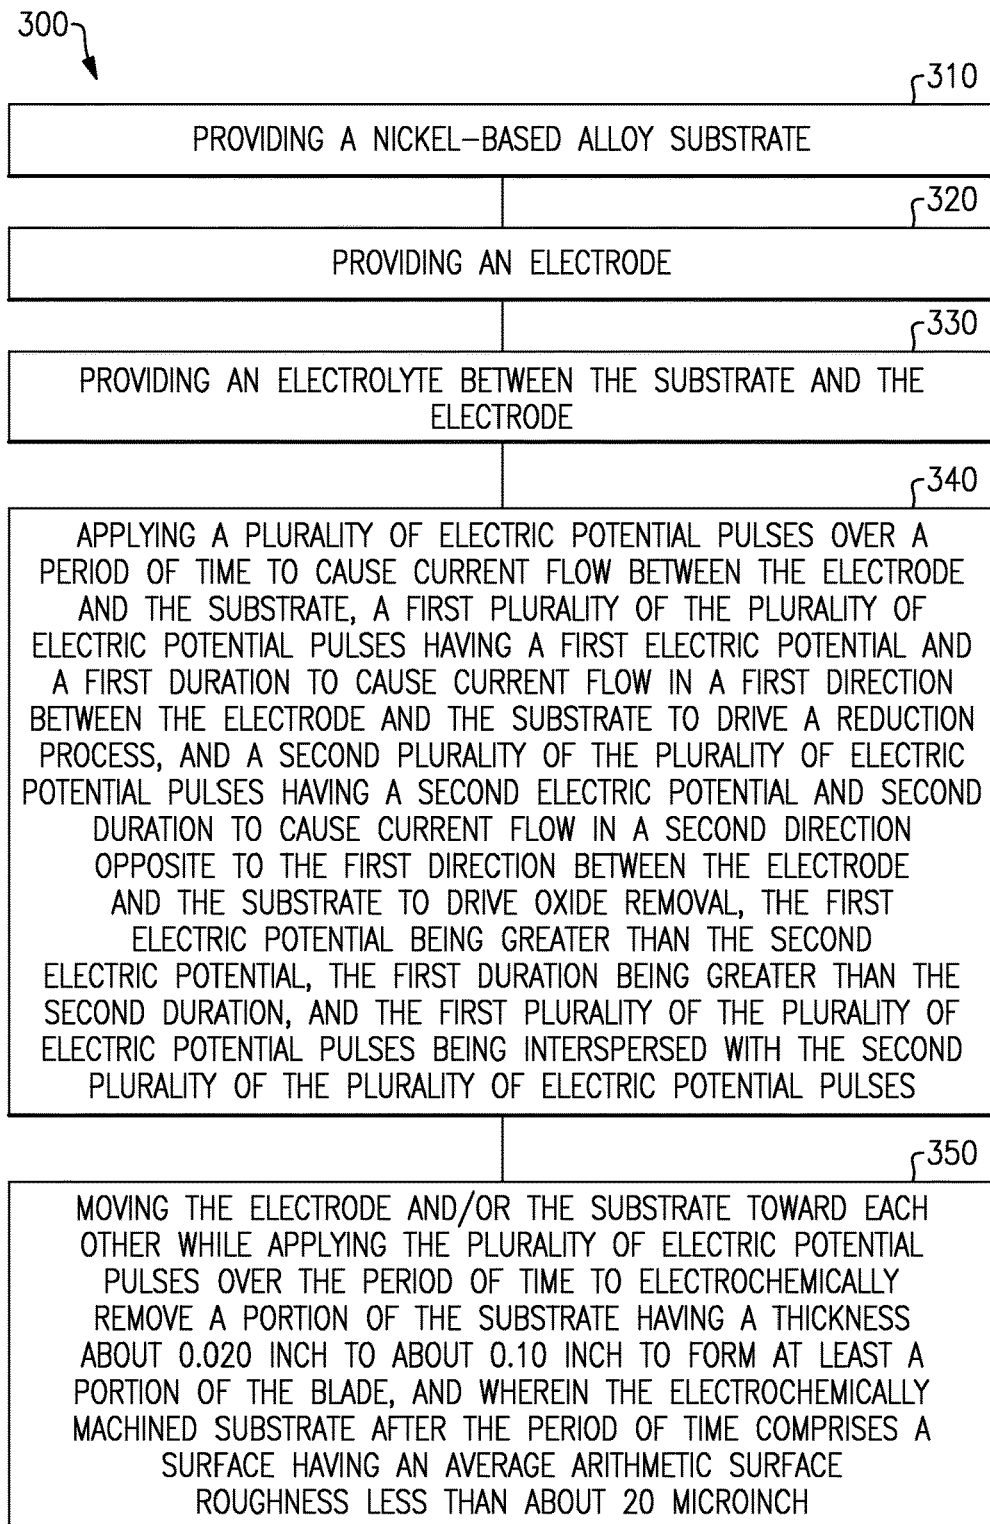 300
310
PROVIDING A NICKEL-BASED ALLOY SUBSTRATE
320
PROVIDING AN ELECTRODE
330
PROVIDING AN ELECTROLYTE BETWEEN THE SUBSTRATE AND THE
ELECTRODE
340
APPLYING A PLURALITY OF ELECTRIC POTENTIAL PULSES OVER A
PERIOD OF TIME TO CAUSE CURRENT FLOW BETWEEN THE ELECTRODE
AND THE SUBSTRATE, A FIRST PLURALITY OF THE PLURALITY OF
ELECTRIC POTENTIAL PULSES HAVING A FIRST ELECTRIC POTENTIAL AND
A FIRST DURATION TO CAUSE CURRENT FLOW IN A FIRST DIRECTION
BETWEEN THE ELECTRODE AND THE SUBSTRATE TO DRIVE A REDUCTION
PROCESS, AND A SECOND PLURALITY OF THE PLURALITY OF ELECTRIC
POTENTIAL PULSES HAVING A SECOND ELECTRIC POTENTIAL AND SECOND
DURATION TO CAUSE CURRENT FLOW IN A SECOND DIRECTION
OPPOSITE TO THE FIRST DIRECTION BETWEEN THE ELECTRODE
AND THE SUBSTRATE TO DRIVE OXIDE REMOVAL, THE FIRST
ELECTRIC POTENTIAL BEING GREATER THAN THE SECOND
ELECTRIC POTENTIAL, THE FIRST DURATION BEING GREATER THAN THE
SECOND DURATION, AND THE FIRST PLURALITY OF THE PLURALITY OF
ELECTRIC POTENTIAL PULSES BEING INTERSPERSED WITH THE SECOND
PLURALITY OF THE PLURALITY OF ELECTRIC POTENTIAL PULSES
350
MOVING THE ELECTRODE AND/OR THE SUBSTRATE TOWARD EACH
OTHER WHILE APPLYING THE PLURALITY OF ELECTRIC POTENTIAL
PULSES OVER THE PERIOD OF TIME TO ELECTROCHEMICALLY
REMOVE A PORTION OF THE SUBSTRATE HAVING A THICKNESS
ABOUT 0.020 INCH TO ABOUT 0.10 INCH TO FORM AT LEAST A
PORTION OF THE BLADE, AND WHEREIN THE ELECTROCHEMICALLY
MACHINED SUBSTRATE AFTER THE PERIOD OF TIME COMPRISES A
SURFACE HAVING AN AVERAGE ARITHMETIC SURFACE
ROUGHNESS LESS THAN ABOUT 20 MICROINCH